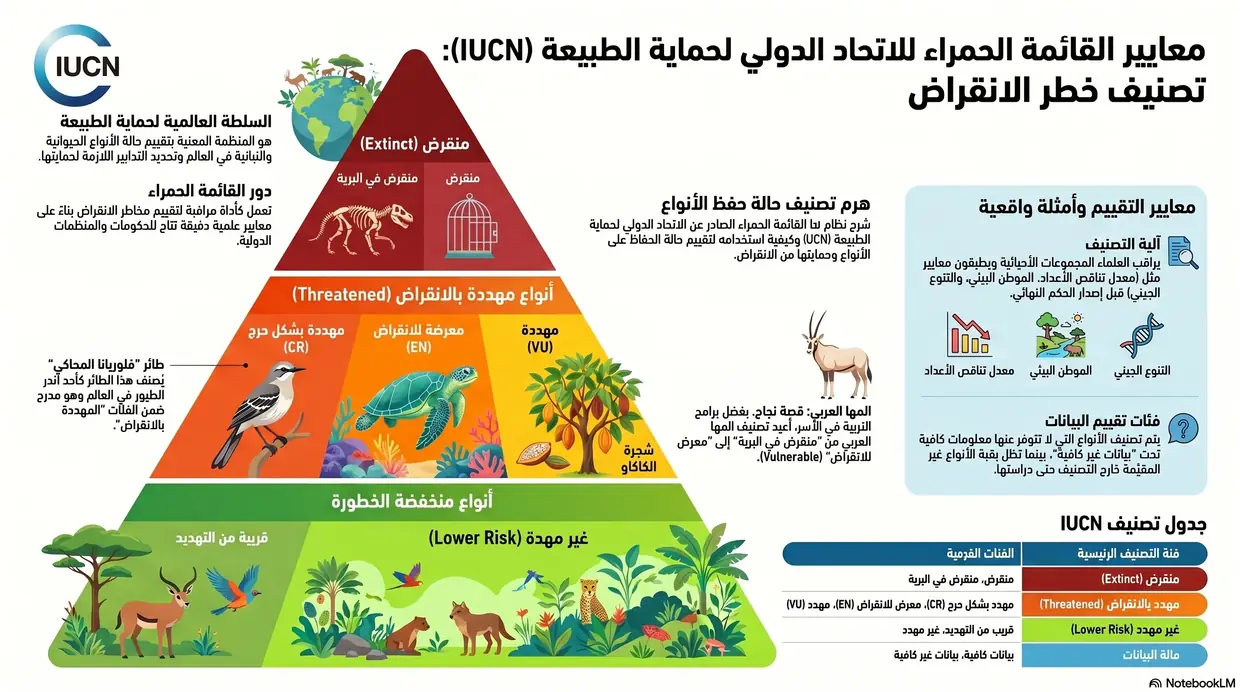 معايير القائمة الحمراء للاتحاد الدولي لحماية الطبيعة (IUCN):
تصنيف خطر الانقراض
IUCN
السلطة العالمية لحماية الطبيعة
هو المنظمة المعنية بتقييم حالة الأنواع الحيوانية
والنباتية في العالم وتحديد التدابير اللازمة لحمايتها.
دور القائمة الحمراء
تعمل كأداة مراقبة لتقييم مخاطر الانقراض بناءً على
معايير علمية دقيقة تتاح للحكومات والمنظمات
الدولية.
منقرض (Extinct)
منقرض في البرية
منقرض
أنواع مهددة بالانقراض (Threatened)
مهددة بشكل حرج
(CR)
معرضة للانقراض
(EN)
مهددة
(VU)
شجرة
الكاكاو
طائر "فلوريانا المحاكي"
يُصنف هذا الطائر كأحد أندر
الطيور في العالم وهو مدرج
ضمن الفئات "المهددة
بالانقراض".
أنواع منخفضة الخطورة
قريبة من التهديد
غير مهدة (Lower Risk)
هرم تصنيف حالة حفظ الأنواع
شرح نظام القائمة الحمراء الصادر عن الاتحاد الدولي لحماية
الطبيعة (UCN) وكيفية استخدامه لتقييم حالة الحفاظ على
الأنواع وحمايتها من الانقراض.
المها العربي: قصة نجاح. بفضل برامج
التربية في الأسر، أعيد تصنيف المها
العربي من "منقرض في البرية" إلى "معرض
للانقراض" (Vulnerable).
معايير التقييم وأمثلة واقعية
آلية التصنيف
يراقب العلماء المجموعات الأحيائية ويطبقون معايير
مثل (معدل تناقص الأعداد. الموطن البيئي، والتنوع
الجيني) قبل إصدار الحكم النهائي.
التنوع الجيني
الموطن البيئي
معدل تناقص الأعداد
فئات تقييم البيانات
يتم تصنيف الأنواع التي لا تتوفر عنها معلومات كافية
تحت "بيانات غير كافية"، بينما تظل بقية الأنواع غير
المقيّمة خارج التصنيف حتى دراستها.
جدول تصنيف IUCN
فئة التصنيف الرئيسية
الفئات
منقرض (Extinct)
منقرض، منقرض في البرية
مهدد بالانقراض (Threatened)
مهدد بشكل حرج (CR)، معرض للانقراض (EN)، مهدد (VU)
غير مهدد (Lower Risk)
قريب من التهديد، غير مهدد
مالة البيانات
بيانات كافية، بيانات غير كافية
NotebookLM